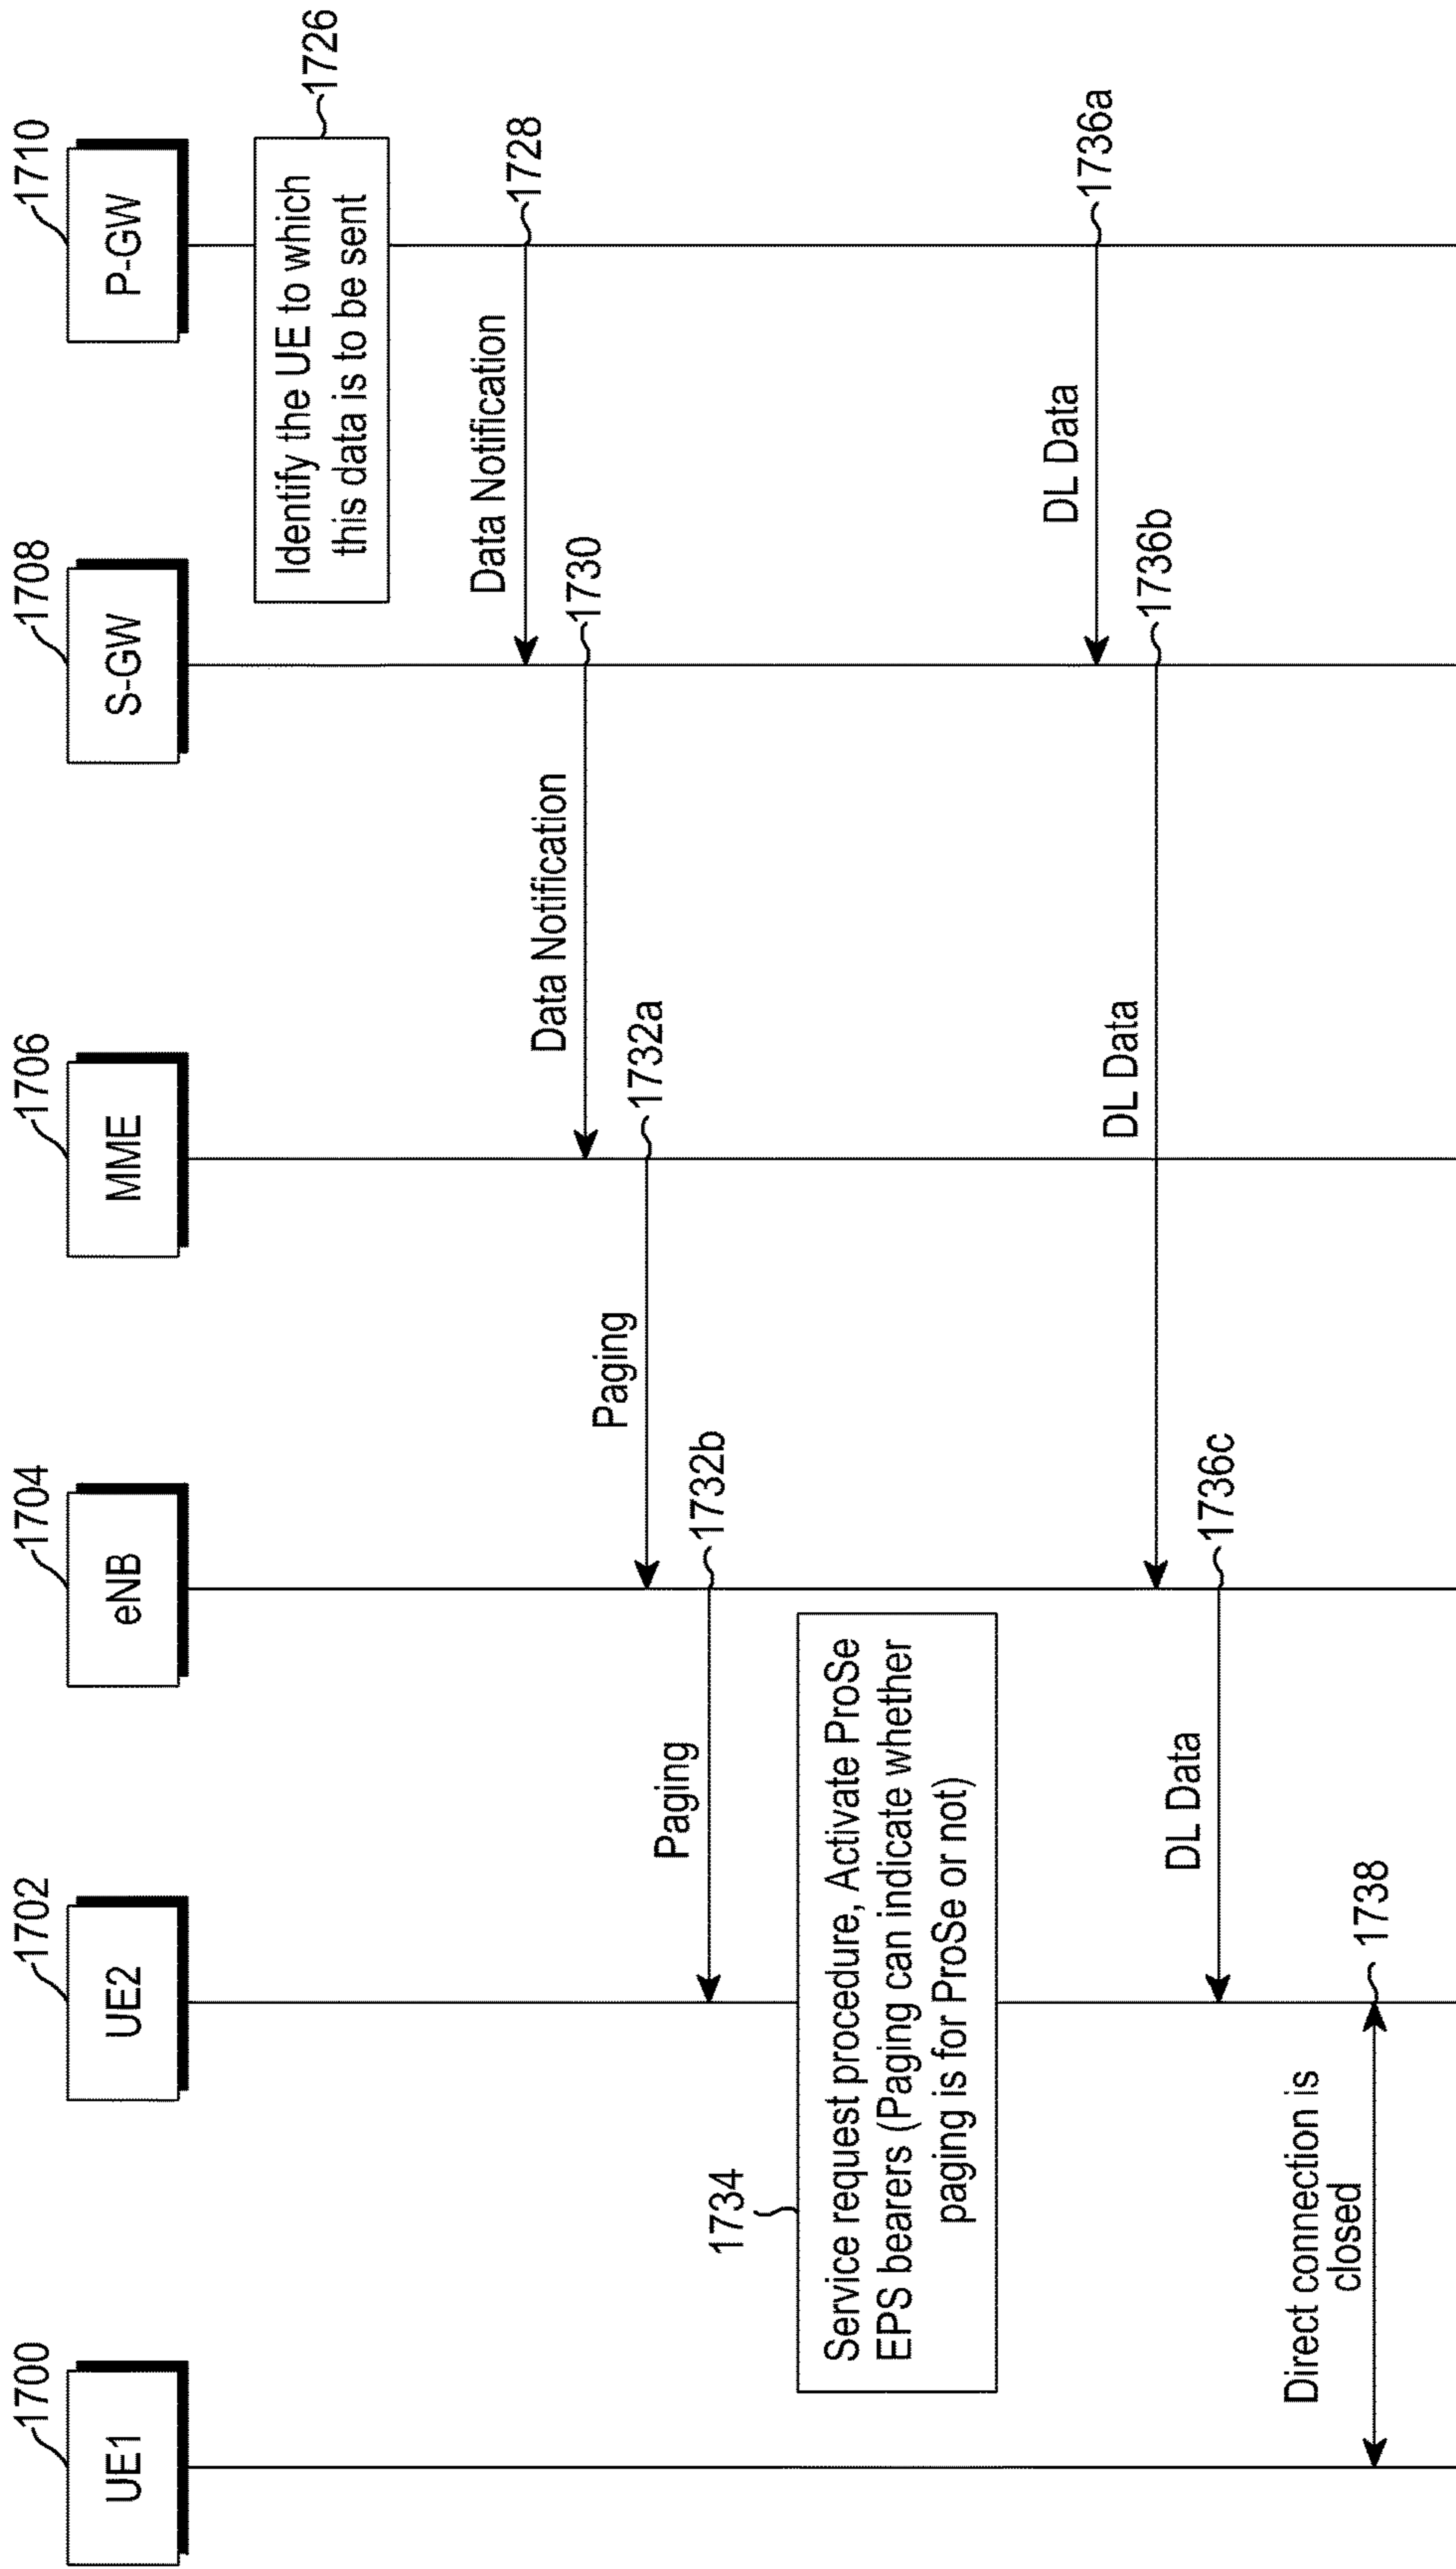 1700
UE1
1702
UE2
1704
eNB
1706
MME
1708
S-GW
1710
P-GW
Identify the UE to which
this data is to be sent
1726
Data Notification
1728
Data Notification
1730
Paging
1732a
Paging
1732b
1734
Service request procedure, Activate ProSe
EPS bearers (Paging can indicate whether
paging is for ProSe or not)
DL Data
1736a
DL Data
1736b
DL Data
1736c
Direct connection is
closed
1738